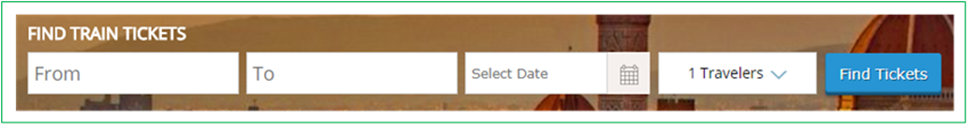 FIND TRAIN TICKETS
From To Select Date 1 Travelers Find Tickets